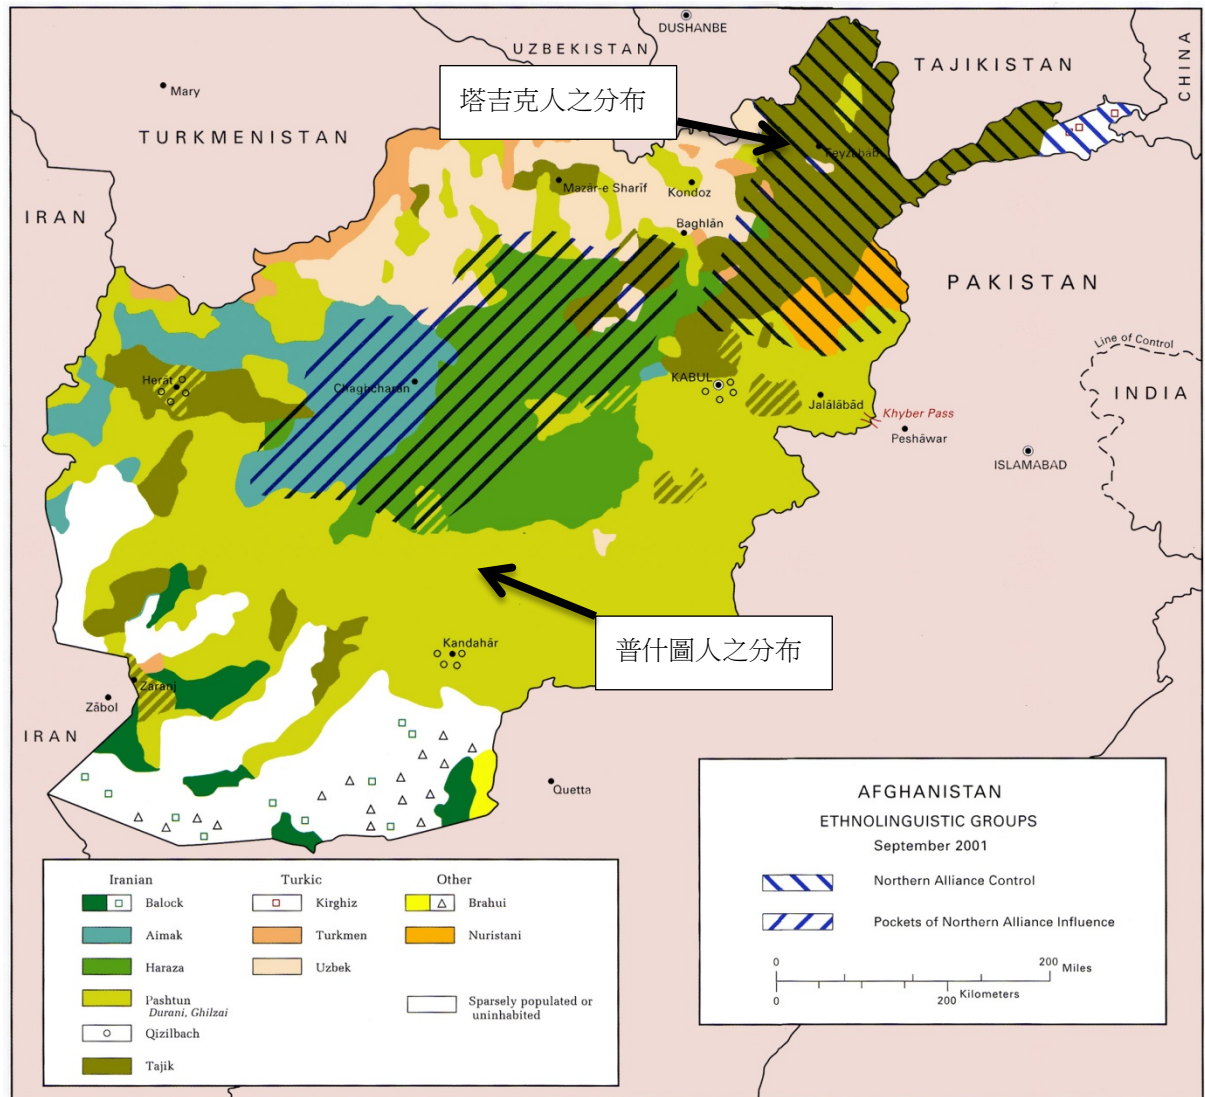 DUSHANBE
UZBEKISTAN
TAJIKISTAN
CHINA
Mary
塔吉克人之分布
TURKMENISTAN
Feyzabad
IRAN
Mazār-e Sharīf
Kondoz
Baghlān
PAKISTAN
Line of Control
Herāt
Chaghcharān
KABUL
INDIA
Jalālābād
Khyber Pass
Peshāwar
ISLAMABAD
Kandahār
普什圖人之分布
Zaranj
Zābol
IRAN
Quetta
AFGHANISTAN
ETHNOLINGUISTIC GROUPS
September 2001
Northern Alliance Control
Pockets of Northern Alliance Influence
0
200
Miles
0
200
Kilometers
Iranian
Turkic
Other
Balock
Kirghiz
Brahui
Aimak
Turkmen
Nuristani
Haraza
Uzbek
Pashtun
Durani, Ghilzai
Sparsely populated or
uninhabited
Qizilbach
Tajik